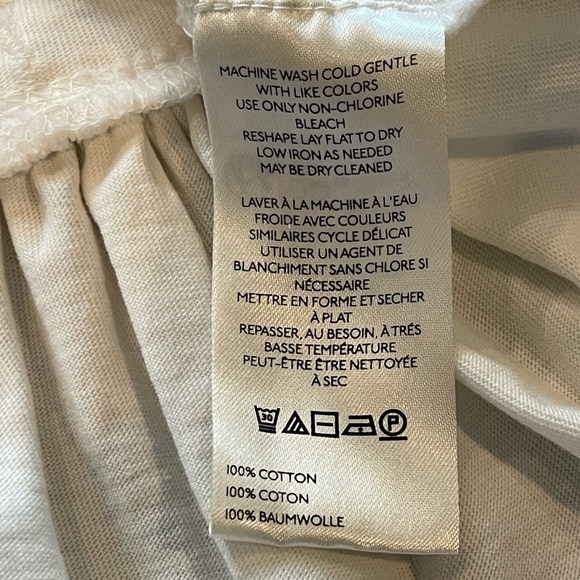 MACHINE WASH COLD GENTLE
WITH LIKE COLORS
USE ONLY NON-CHLORINE
BLEACH
RESHAPE LAY FLAT TO DRY
LOW IRON AS NEEDED
MAY BE DRY CLEANED
LAVER À LA MACHINE À L'EAU
FROIDE AVEC COULEURS
SIMILAIRES CYCLE DÉLICAT
UTILISER UN AGENT DE
BLANCHIMENT SANS CHLORE SI
NÉCESSAIRE
METTRE EN FORME ET SECHER
À PLAT
REPASSER, AU BESOIN, À TRÉS
BASSE TEMPÉRATURE
PEUT-ÊTRE ÊTRE NETTOYÉE
À SEC
30 P
100% COTTON
100% COTON
100% BAUMWOLLE